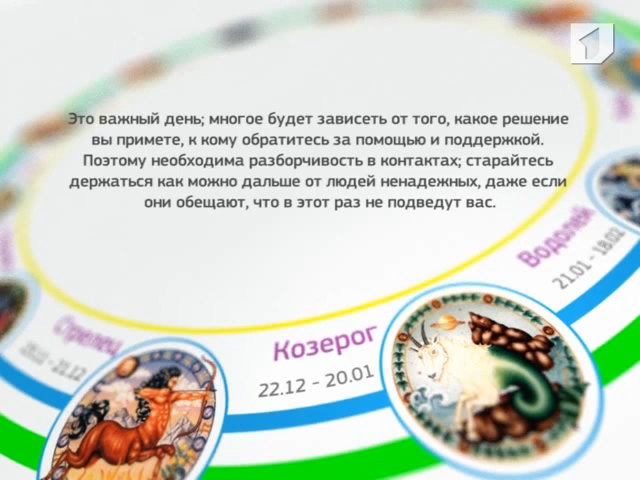 Это важный день; многое будет зависеть от того, какое решение
вы примете, к кому обратитесь за помощью и поддержкой.
Поэтому необходима разборчивость в контактах; старайтесь
держаться как можно дальше от людей ненадежных, даже если
они обещают, что в этот раз не подведут вас.
Водолей
21.01 - 18.02
Стрелец
Козерог
22.12 - 20.01